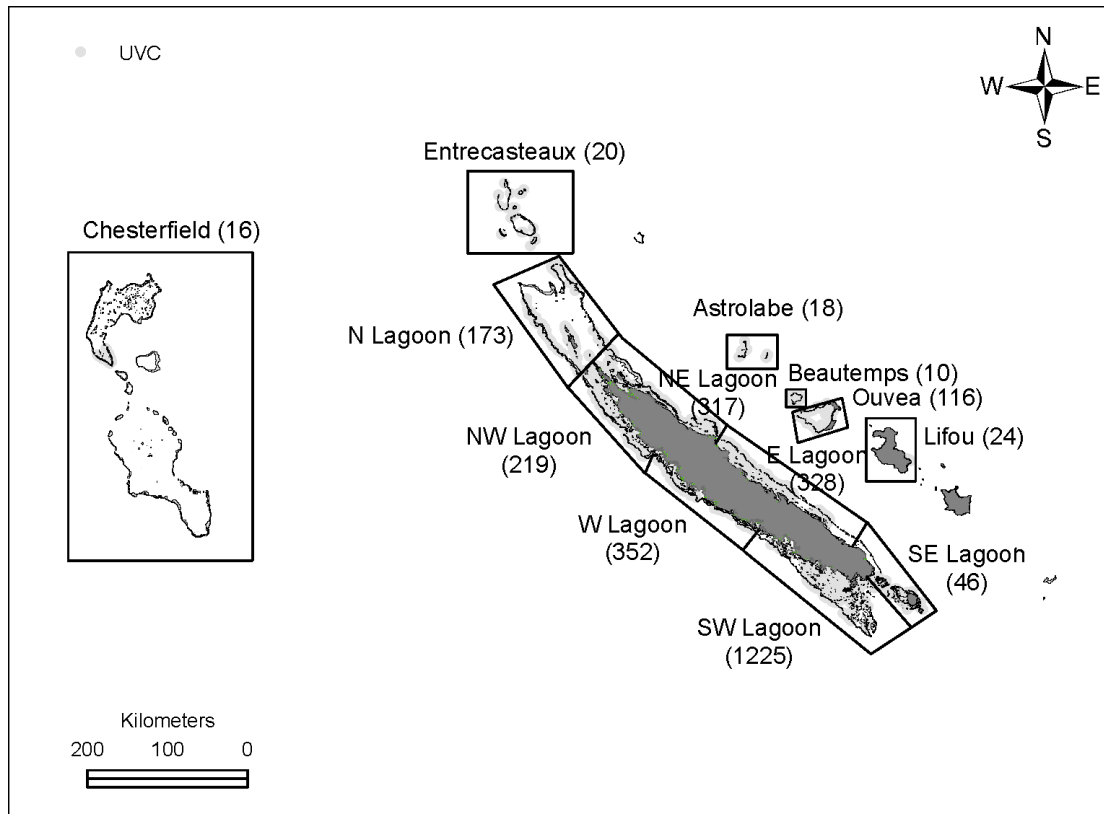 UVC
N
W E
S
Entrecasteaux (20)
Chesterfield (16)
Astrolabe (18)
N Lagoon (173)
NE Lagoon
(317)
Beautemps (10)
Ouvea (116)
Lifou (24)
NW Lagoon
(219)
E Lagoon
(328)
W Lagoon
(352)
SE Lagoon
(46)
SW Lagoon
(1225)
Kilometers
200 100 0